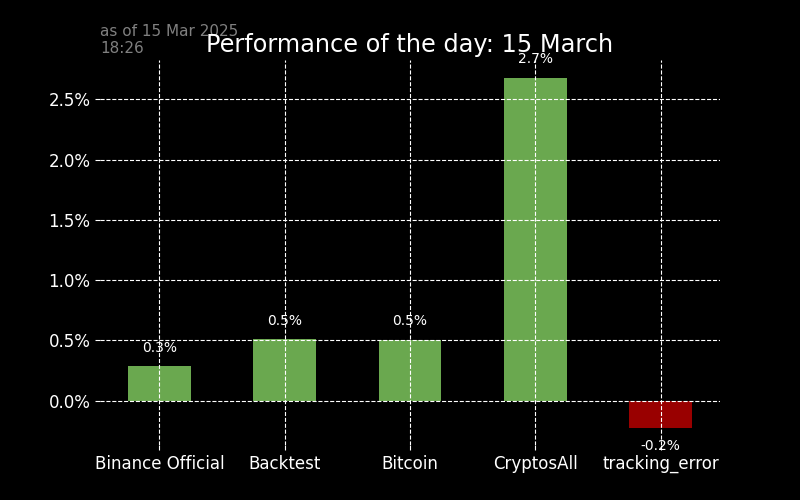 as of 15 Mar 2025
18:26
Performance of the day: 15 March
2.7%
2.5%
2.0%
1.5%
1.0%
0.5%
0.5%
0.5%
0.3%
0.0%
-0.2%
Binance Official
Backtest
Bitcoin
CryptosAll
tracking_error